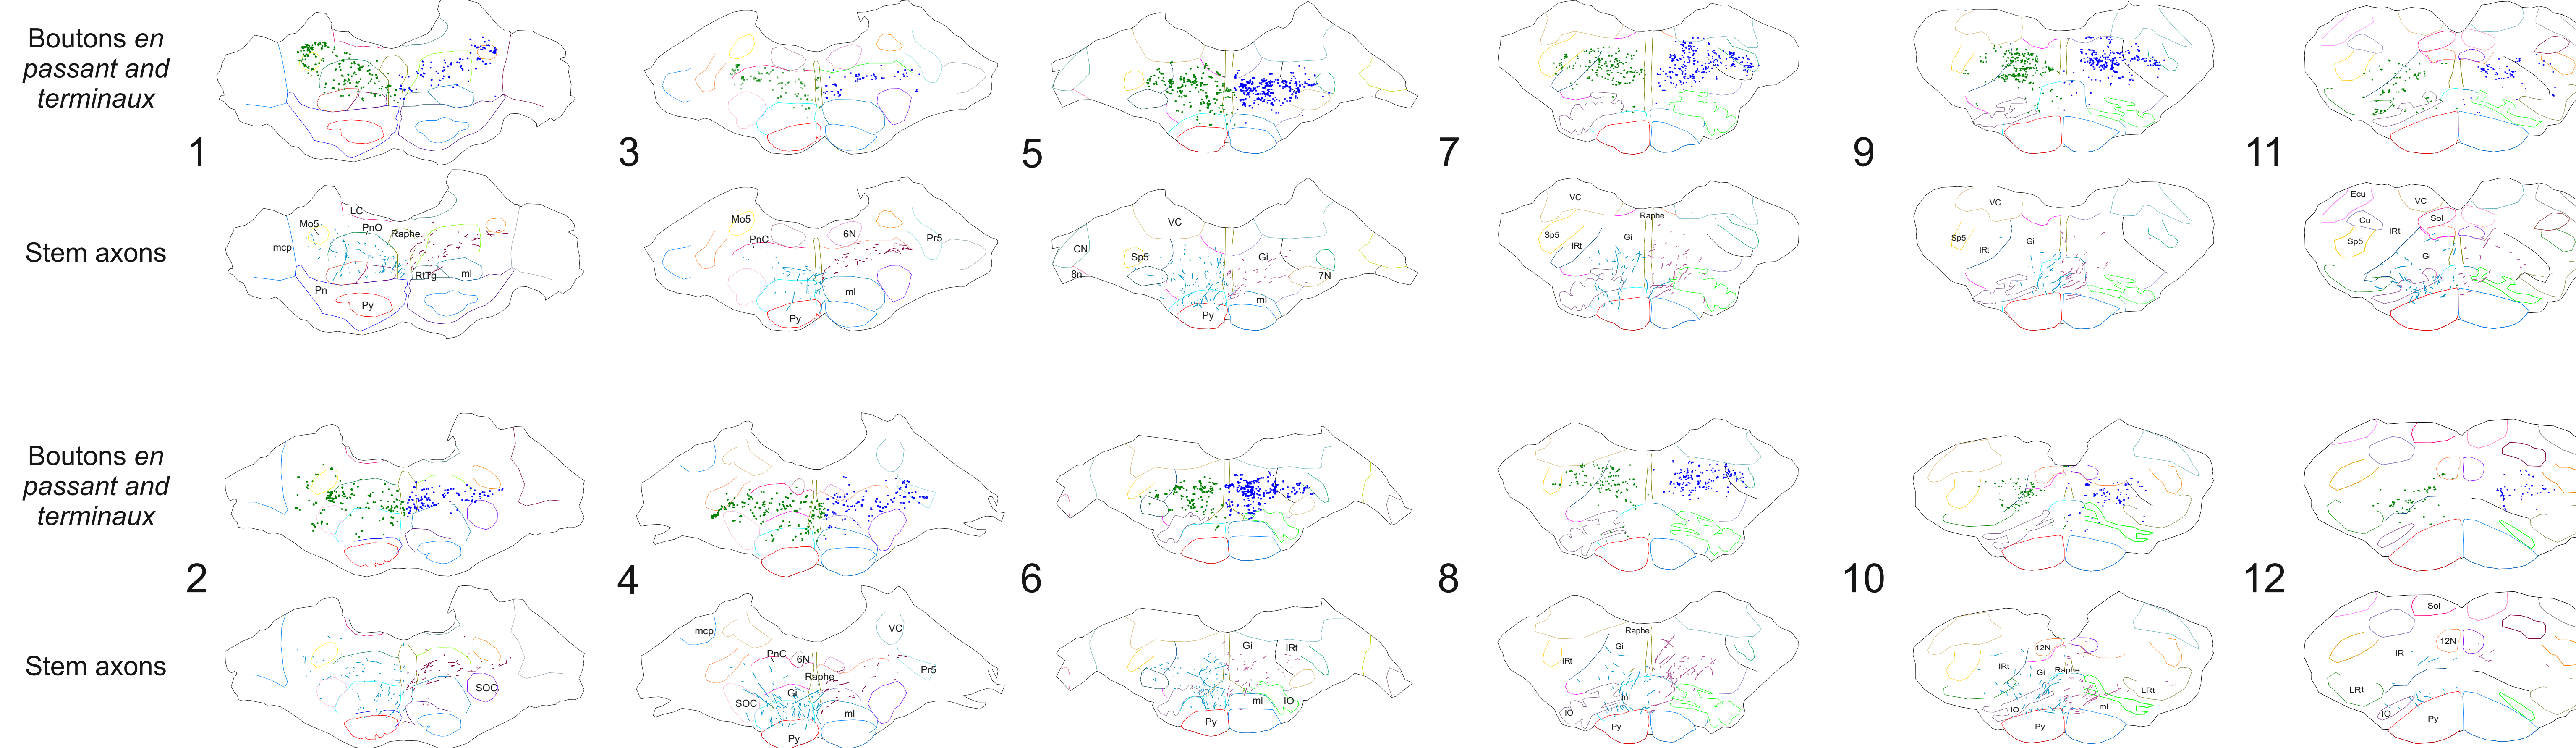 Boutons en
passant and
terminaux
1
3
5
7
9
11
Stem axons
mcp
Mo5
LC
PnO
Raphe
RtTg
ml
Pn
Py
Mo5
PnC
6N
Pr5
ml
Py
CN
8n
VC
Sp5
Gi
7N
ml
Py
VC
Raphe
Sp5
IRt
Gi
VC
Sp5
IRt
Gi
Ecu
VC
Cu
Sol
Sp5
IRt
Gi
Boutons en
passant and
terminaux
2
4
6
8
10
12
Stem axons
SOC
mcp
VC
PnC
6N
Raphe
Pr5
Gi
SOC
ml
Py
Gi
IRt
ml
IO
Py
Raphe
Gi
IRt
ml
IO
Py
12N
IRt
Gi
Raphe
LRt
IO
ml
Py
Sol
12N
IR
LRt
IO
Py